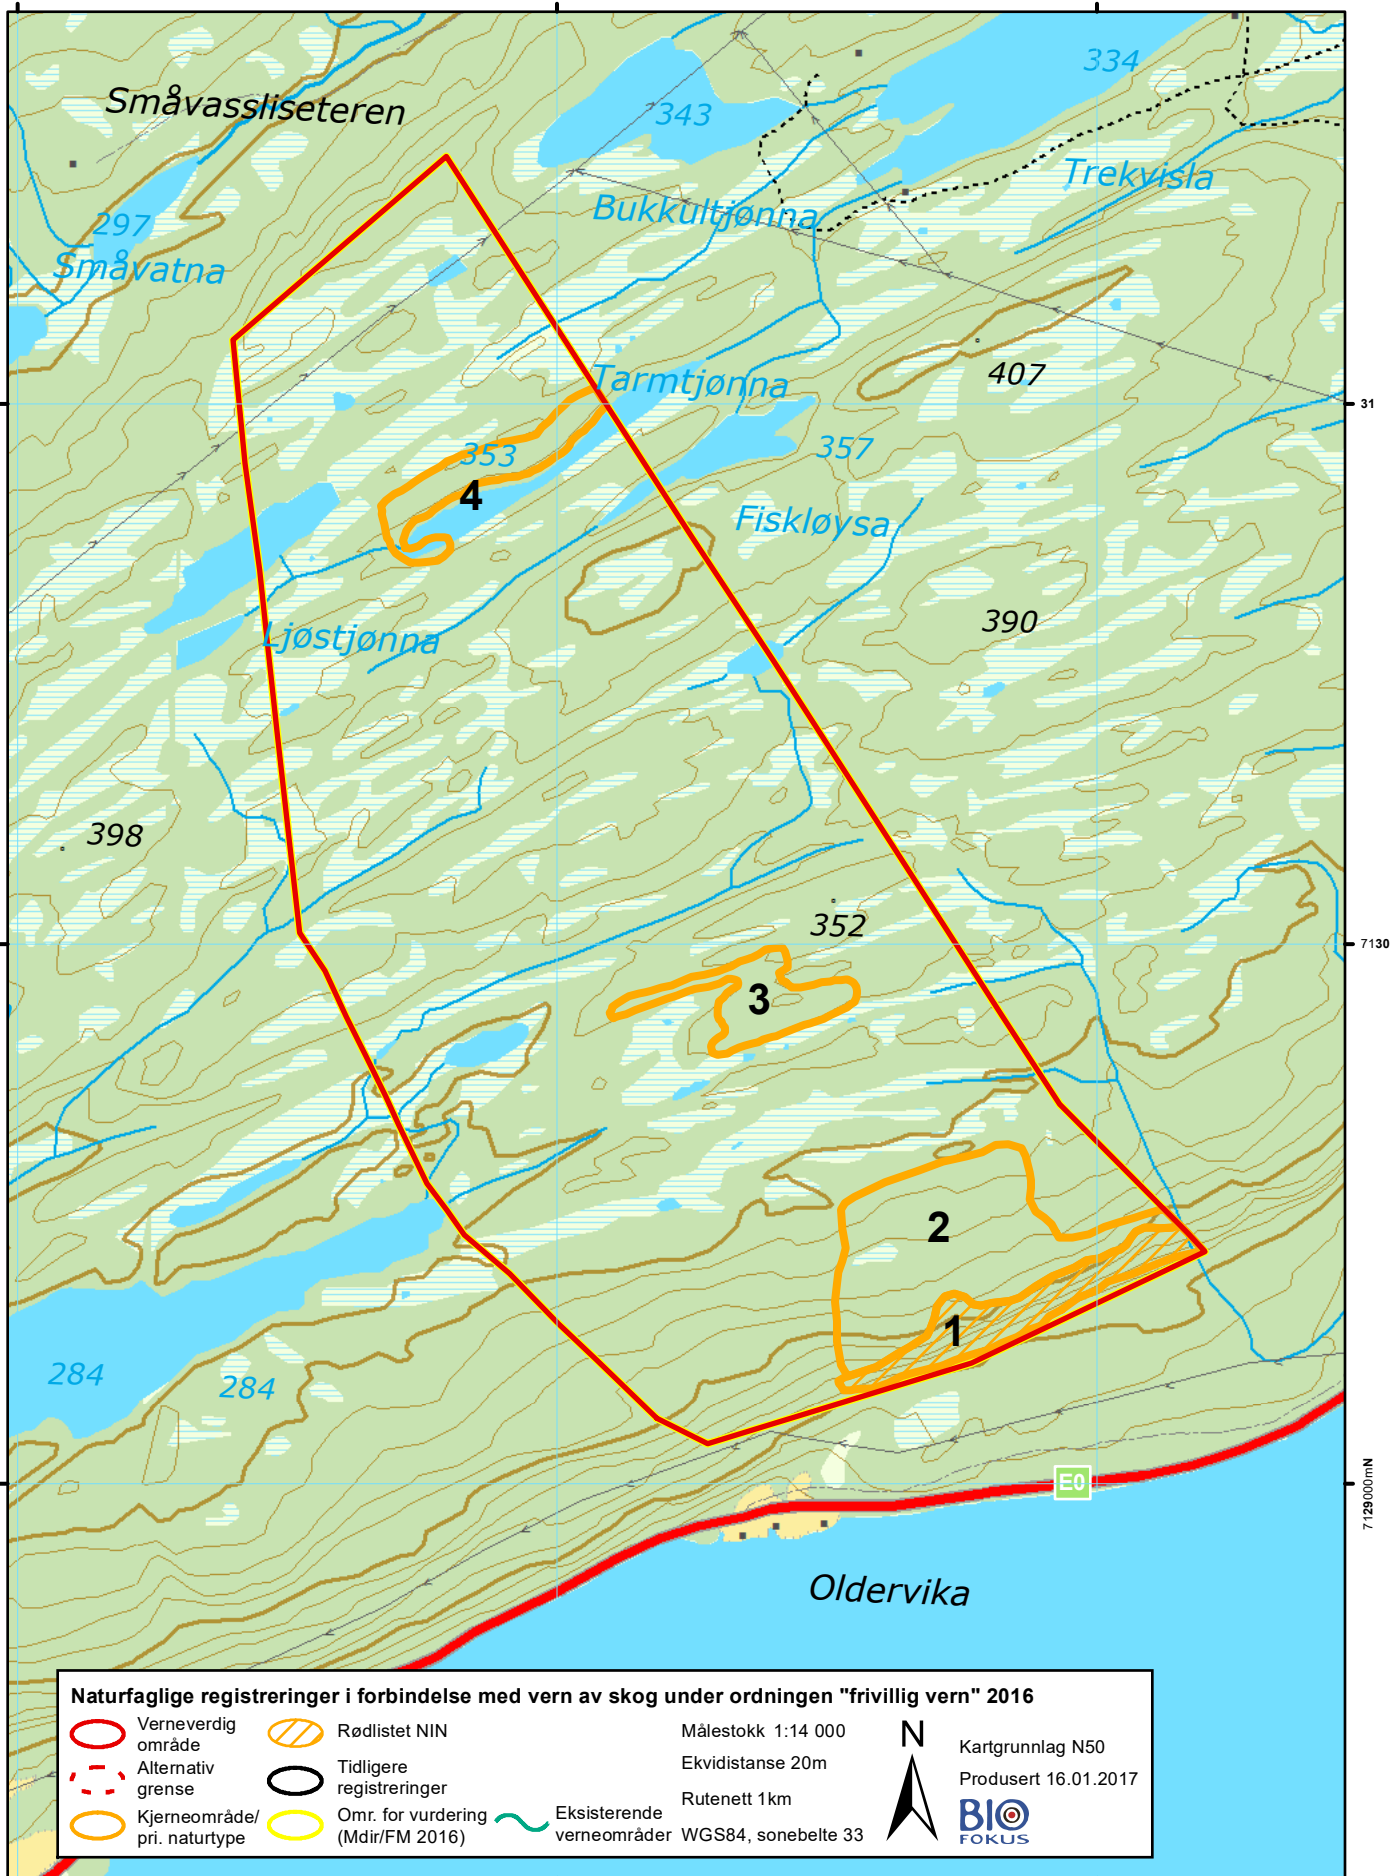 Småvassliseteren
334
343
Trekvisla
297
Bukkultjønna
Småvatna
407
Tarmtjønna
31
353
357
4
Fiskløysa
390
Ljøstjønna
398
352
7130
3
2
1
284
284
E0
7129000mN
Oldervika
Naturfaglige registreringer i forbindelse med vern av skog under ordningen "frivillig vern" 2016
Verneverdig
område
Alternativ
grense
Kjerneområde/
pri. naturtype
Rødlistet NIN
Tidligere
registreringer
Omr. for vurdering
(Mdir/FM 2016)
Eksisterende
verneområder
Målestokk 1:14 000
Ekvidistanse 20m
Rutenett 1km
WGS84, sonebelte 33
N
Kartgrunnlag N50
Produsert 16.01.2017
BIO
FOKUS